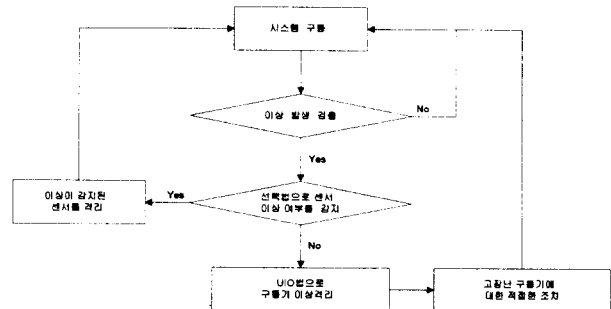 시스템 구동
이상 발생 검출
No
Yes
선택법으로 센서
이상 여부를 감지
Yes
이상이 감지된
센서를 격리
No
UIO법으로
구동기 이상격리
고장난 구동기에
대한 적절한 조치